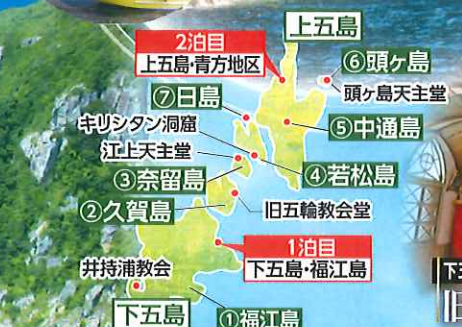 上五島
2泊目
上五島・青方地区
⑥頭ヶ島
頭ヶ島天主堂
⑦日島
キリシタン洞窟
⑤中通島
江上天主堂
④若松島
③奈留島
②久賀島
旧五輪教会堂
1泊目
下五島・福江島
井持浦教会
下五島
①福江島
旧